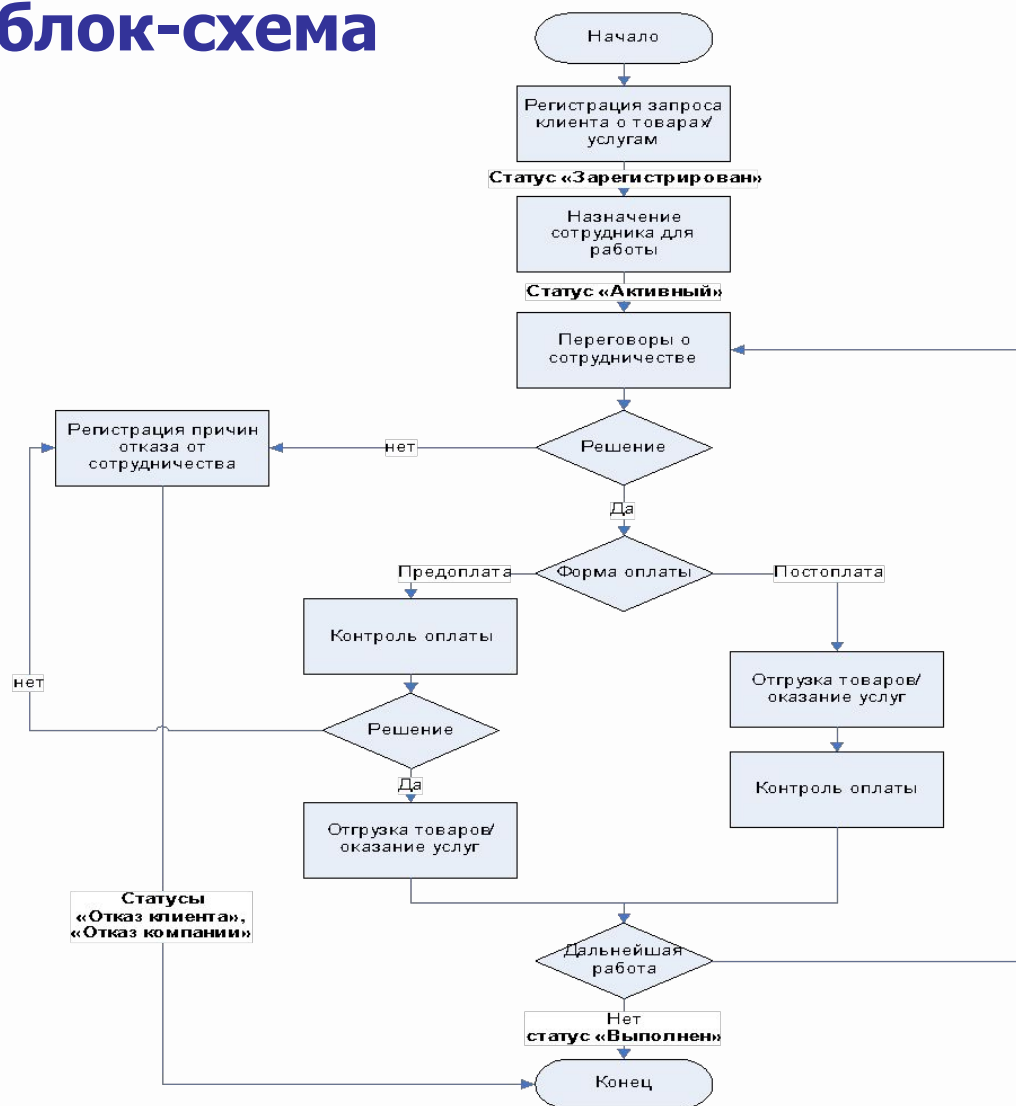 блок-схема
Начало
Регистрация запроса
клиента о товарах/
услугам
Статус «Зарегистрирован»
Назначение
сотрудника для
работы
Статус «Активный»
Переговоры о
сотрудничестве
Регистрация причин
отказа от
сотрудничества
нет
Решение
Да
Предоплата
Форма оплаты
Постоплата
Контроль оплаты
нет
Отгрузка товаров/
оказание услуг
Решение
Контроль оплаты
Да
Отгрузка товаров/
оказание услуг
Статусы
«Отказ клиента»,
«Отказ компании»
Дальнейшая
работа
Нет
статус «Выполнен»
Конец